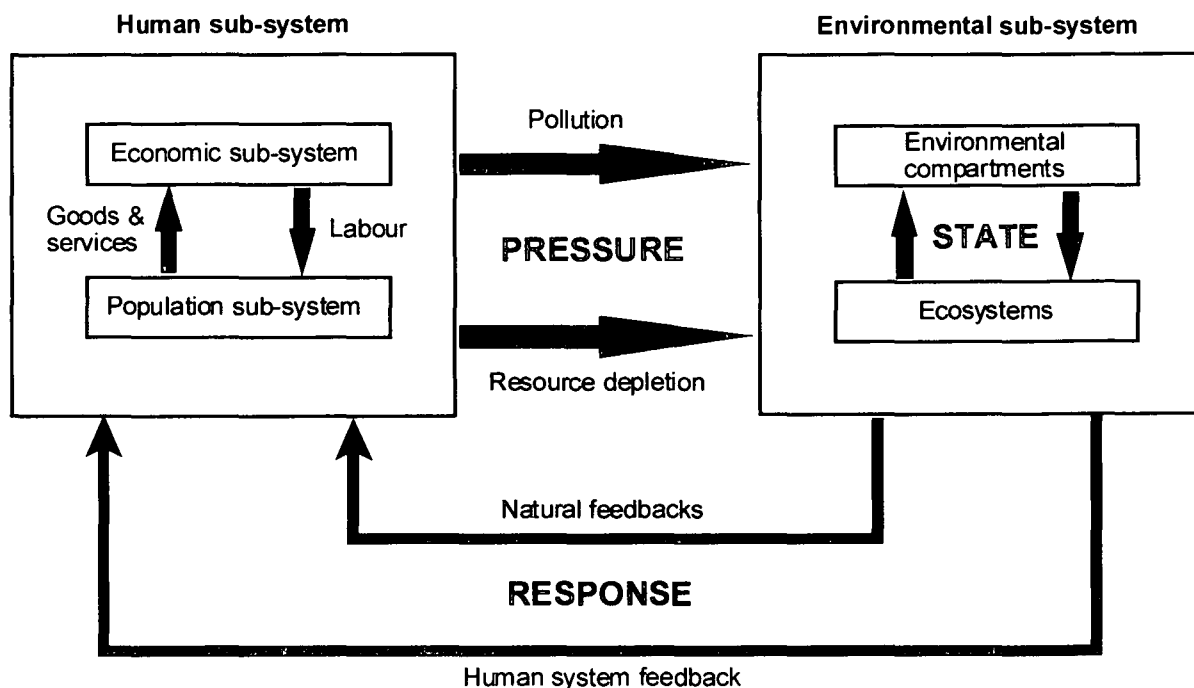 Human sub-system
Environmental sub-system
Pollution
Economic sub-system
Environmental
compartments
Goods &
services
Labour
PRESSURE
STATE
Population sub-system
Ecosystems
Resource depletion
Natural feedbacks
RESPONSE
Human system feedback